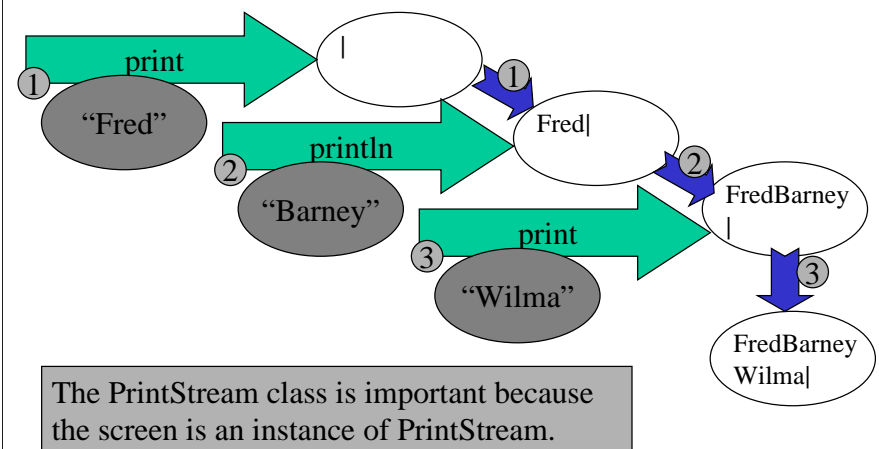 |
print
1
1
“Fred”
Fred|
println
2
2
“Barney”
FredBarney
|
print
3
3
“Wilma”
FredBarney
Wilma|
The PrintStream class is important because
the screen is an instance of PrintStream.